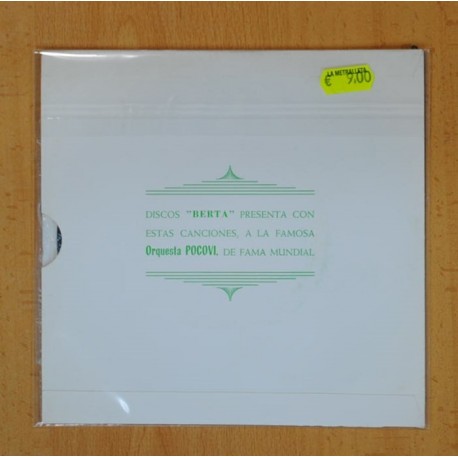 LA METRALLETA
€ 9,00
DISCOS "BERTA" PRESENTA CON
ESTAS CANCIONES, A LA FAMOSA
Orquesta POCOVI, DE FAMA MUNDIAL